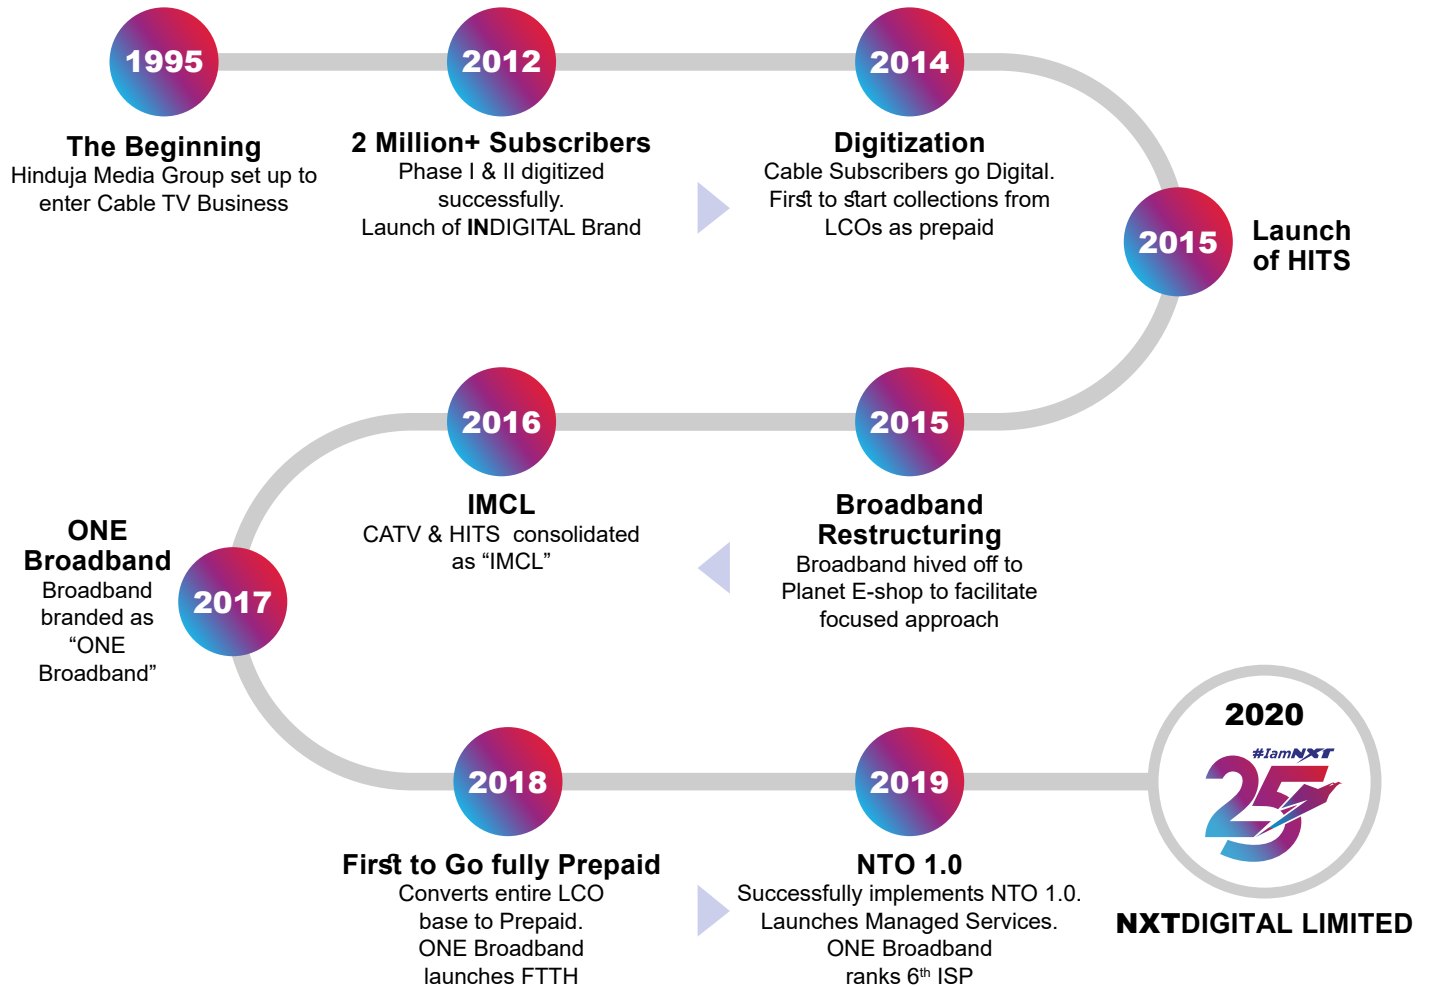 1995
The Beginning
Hinduja Media Group set up to
enter Cable TV Business
2012
2 Million+ Subscribers
Phase I & II digitized
successfully.
Launch of INDIGITAL Brand
2014
Digitization
Cable Subscribers go Digital.
First to start collections from
LCOs as prepaid
2015
Launch
of HITS
2015
Broadband
Restructuring
Broadband hived off to
Planet E-shop to facilitate
focused approach
2016
IMCL
CATV & HITS consolidated
as “IMCL”
2017
ONE
Broadband
Broadband
branded as
“ONE
Broadband”
2018
First to Go fully Prepaid
Converts entire LCO
base to Prepaid.
ONE Broadband
launches FTTH
2019
NTO 1.0
Successfully implements NTO 1.0.
Launches Managed Services.
ONE Broadband
ranks 6th ISP
2020
#IamNXT
25
NXTDIGITAL LIMITED